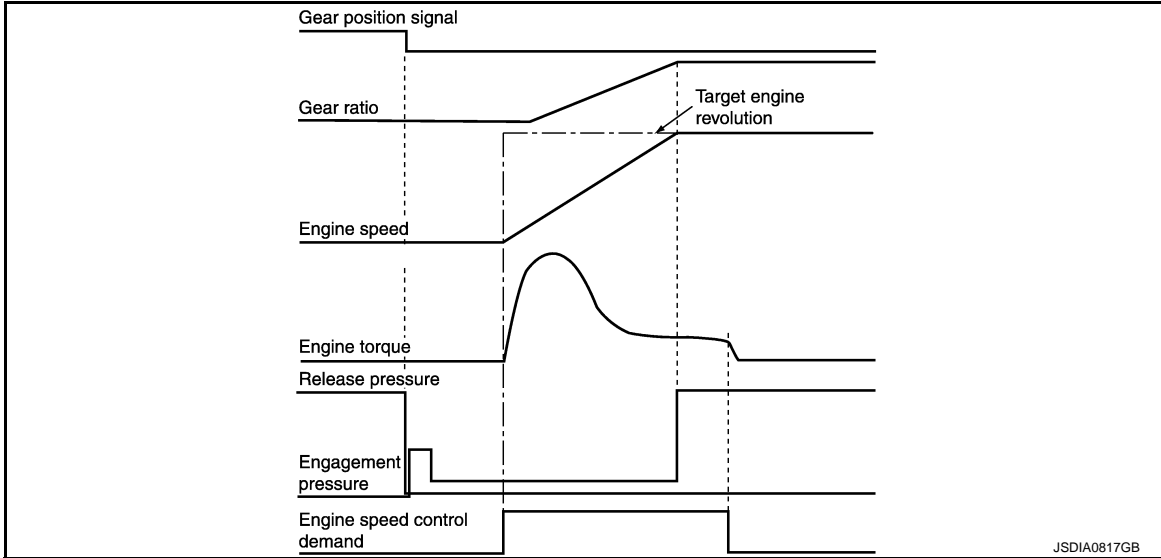 Gear position signal
Gear ratio
Target engine
revolution
Engine speed
Engine torque
Release pressure
Engagement
pressure
Engine speed control
demand
JSDIA0817GB